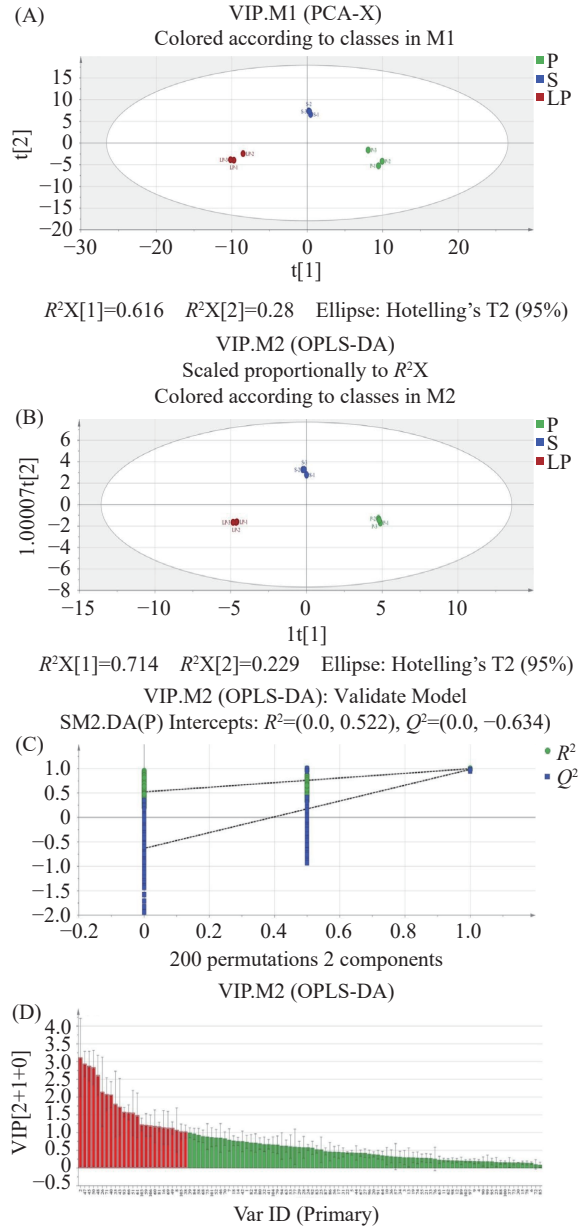 (A)
VIP.M1 (PCA-X)
Colored according to classes in M1
P
S
LP
t[2]
15
10
5
0
−5
−10
−15
−20
S-2
LP-2
P-2
−30
−20
−10
0
10
20
t[1]
R²X[1]=0.616 R²X[2]=0.28 Ellipse: Hotelling’s T2 (95%)
VIP.M2 (OPLS-DA)
Scaled proportionally to R²X
Colored according to classes in M2
(B)
P
S
LP
1.00007t[2]
6
4
2
0
−2
−4
−6
−8
LP-2
−15
−10
−5
0
5
10
1t[1]
R²X[1]=0.714 R²X[2]=0.229 Ellipse: Hotelling’s T2 (95%)
VIP.M2 (OPLS-DA): Validate Model
SM2.DA(P) Intercepts: R²=(0.0, 0.522), Q²=(0.0, −0.634)
(C)
R²
Q²
1.0
0.5
0
−0.5
−1.0
−1.5
−2.0
−0.2
0
0.2
0.4
0.6
0.8
1.0
200 permutations 2 components
VIP.M2 (OPLS-DA)
(D)
VIP[2+1+0]
4.0
3.5
3.0
2.5
2.0
1.5
1.0
0.5
0
−0.5
Var ID (Primary)